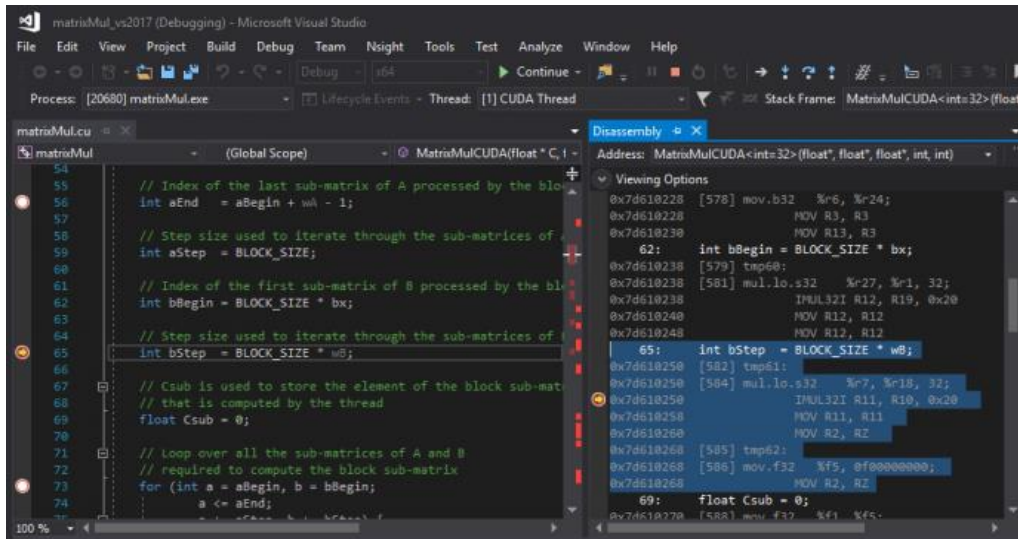 matrixMul_vs2017 (Debugging) - Microsoft Visual Studio
File Edit View Project Build Debug Team Nsight Tools Test Analyze Window Help
Debug x64 Continue
Process: [20680] matrixMul.exe Lifecycle Events Thread: [1] CUDA Thread Stack Frame: MatrixMulCUDA<int=32>(float
matrixMul.cu
matrixMul (Global Scope) MatrixMulCUDA(float * C, f
54
55 // Index of the last sub-matrix of A processed by the blo
56 int aEnd = aBegin + wA - 1;
57
58 // Step size used to iterate through the sub-matrices of
59 int aStep = BLOCK_SIZE;
60
61 // Index of the first sub-matrix of B processed by the bl
62 int bBegin = BLOCK_SIZE * bx;
63
64 // Step size used to iterate through the sub-matrices of
65 int bStep = BLOCK_SIZE * wB;
66
67 // Csub is used to store the element of the block sub-mat
68 // that is computed by the thread
69 float Csub = 0;
70
71 // Loop over all the sub-matrices of A and B
72 // required to compute the block sub-matrix
73 for (int a = aBegin, b = bBegin;
74 a <= aEnd;
75 a += aStep, b += bStep) {
100 %
Disassembly
Address: MatrixMulCUDA<int=32>(float*, float*, float*, int, int)
Viewing Options
0x7d610228 [578] mov.b32 %r6, %r24;
0x7d610228 MOV R3, R3
0x7d610230 MOV R13, R3
62: int bBegin = BLOCK_SIZE * bx;
0x7d610238 [579] tmp60:
0x7d610238 [581] mul.lo.s32 %r27, %r1, 32;
0x7d610238 IMUL32I R12, R19, 0x20
0x7d610240 MOV R12, R12
0x7d610248 MOV R12, R12
65: int bStep = BLOCK_SIZE * wB;
0x7d610250 [582] tmp61:
0x7d610250 [584] mul.lo.s32 %r7, %r18, 32;
0x7d610250 IMUL32I R11, R10, 0x20
0x7d610258 MOV R11, R11
0x7d610260 MOV R2, RZ
0x7d610268 [585] tmp62:
0x7d610268 [586] mov.f32 %f5, 0f00000000;
0x7d610268 MOV R2, RZ
69: float Csub = 0;
0x7d610270 [588] mov f32 %f1, %f5;